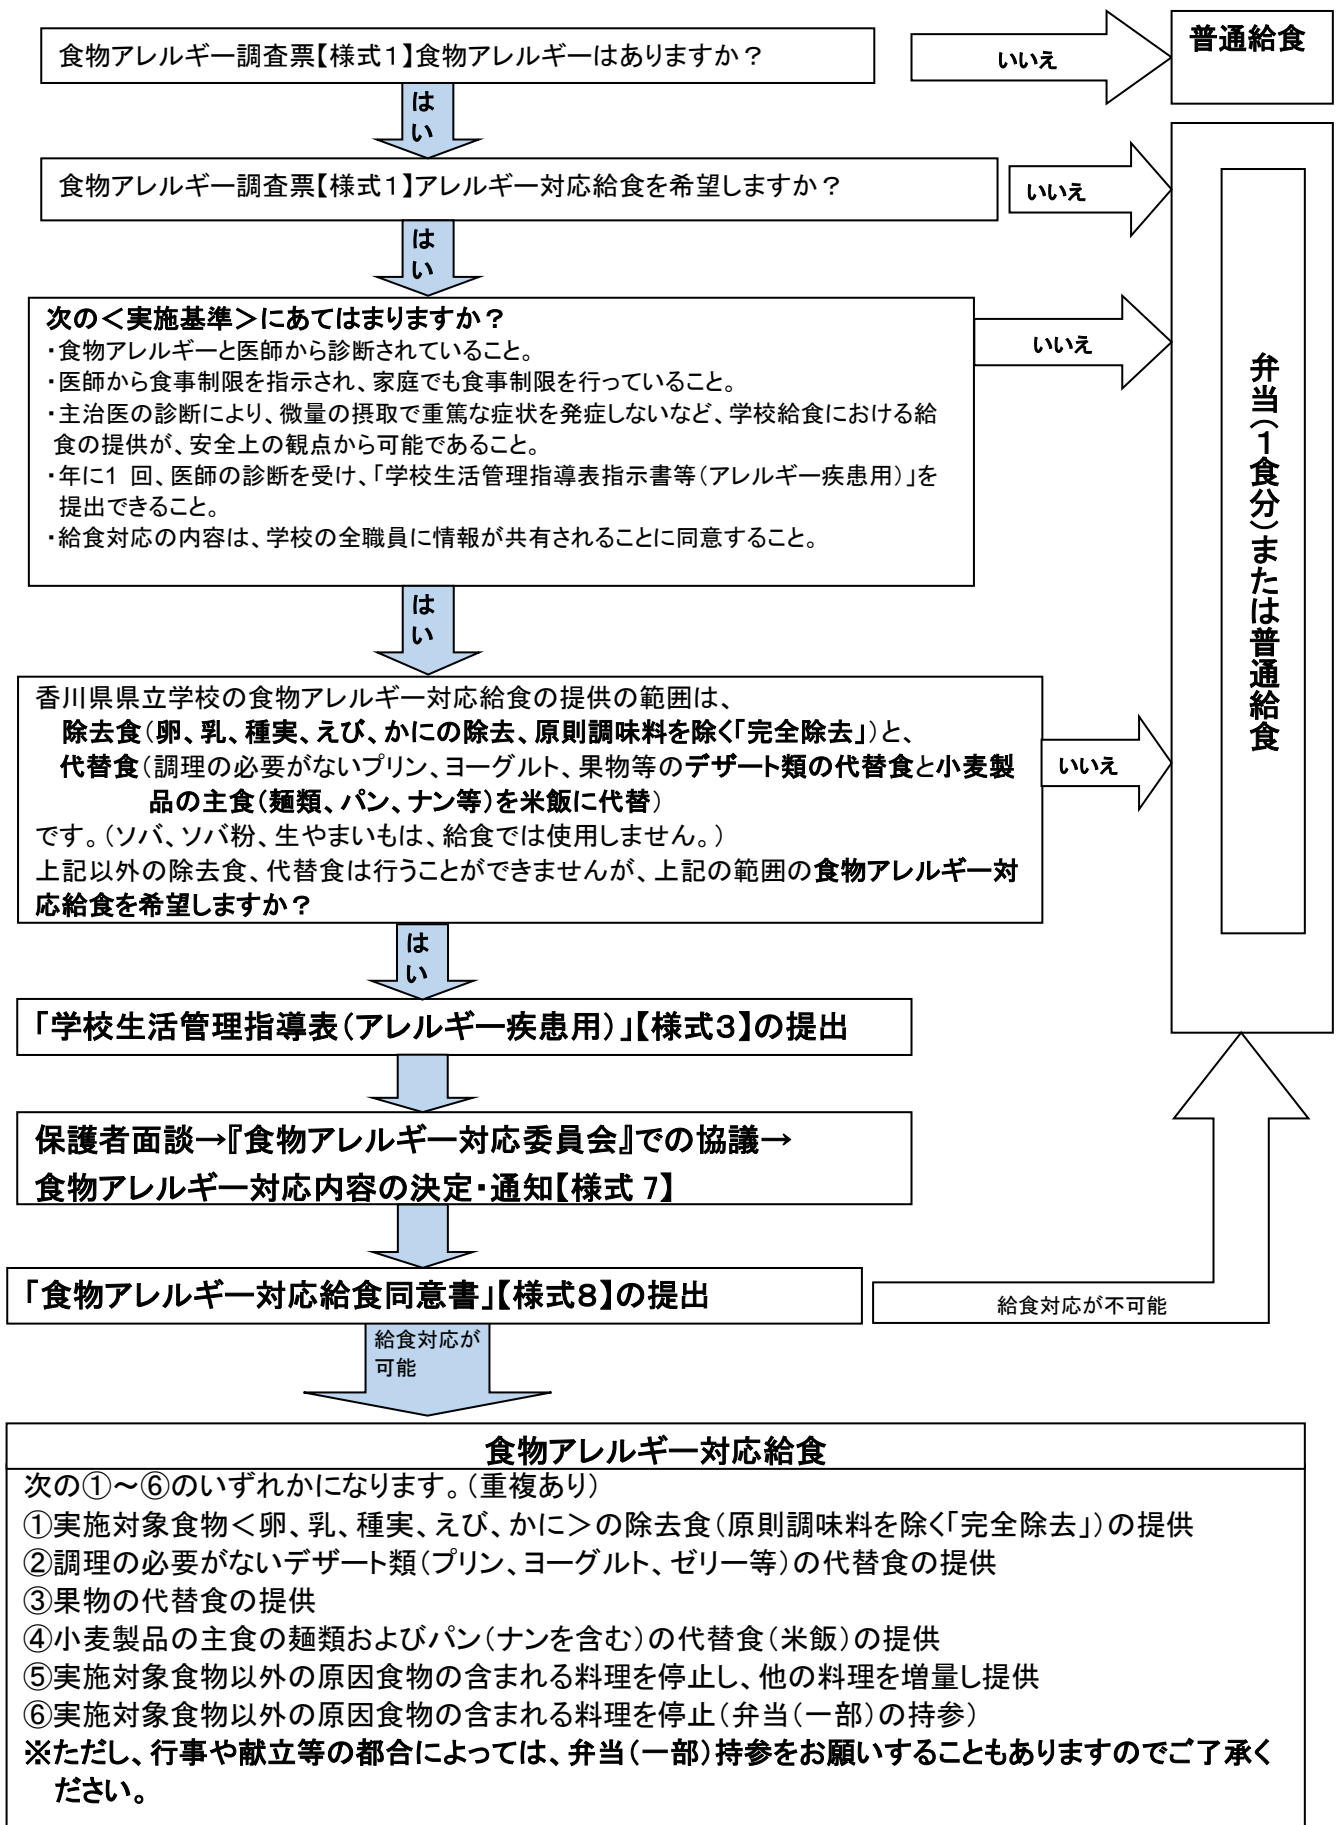 食物アレルギー調査票【様式１】食物アレルギーはありますか？
いいえ
普通給食
はい
食物アレルギー調査票【様式１】アレルギー対応給食を希望しますか？
いいえ
はい
次の＜実施基準＞にあてはまりますか？
・食物アレルギーと医師から診断されていること。
・医師から食事制限を指示され、家庭でも食事制限を行っていること。
・主治医の診断により、微量の摂取で重篤な症状を発症しないなど、学校給食における給
食の提供が、安全上の観点から可能であること。
・年に1 回、医師の診断を受け、「学校生活管理指導表指示書等（アレルギー疾患用）」を
提出できること。
・給食対応の内容は、学校の全職員に情報が共有されることに同意すること。
いいえ
弁当（１食分）または普通給食
はい
香川県県立学校の食物アレルギー対応給食の提供の範囲は、
除去食（卵、乳、種実、えび、かにの除去、原則調味料を除く「完全除去」）と、
代替食（調理の必要がないプリン、ヨーグルト、果物等のデザート類の代替食と小麦製
品の主食（麺類、パン、ナン等）を米飯に代替）
です。（ソバ、ソバ粉、生やまいもは、給食では使用しません。）
上記以外の除去食、代替食は行うことができませんが、上記の範囲の食物アレルギー対
応給食を希望しますか？
いいえ
はい
「学校生活管理指導表（アレルギー疾患用）」【様式３】の提出
保護者面談→『食物アレルギー対応委員会』での協議→
食物アレルギー対応内容の決定・通知【様式 7】
「食物アレルギー対応給食同意書」【様式８】の提出
給食対応が不可能
給食対応が
可能
食物アレルギー対応給食
次の①～⑥のいずれかになります。（重複あり）
①実施対象食物＜卵、乳、種実、えび、かに＞の除去食（原則調味料を除く「完全除去」）の提供
②調理の必要がないデザート類（プリン、ヨーグルト、ゼリー等）の代替食の提供
③果物の代替食の提供
④小麦製品の主食の麺類およびパン（ナンを含む）の代替食（米飯）の提供
⑤実施対象食物以外の原因食物の含まれる料理を停止し、他の料理を増量し提供
⑥実施対象食物以外の原因食物の含まれる料理を停止（弁当（一部）の持参）
※ただし、行事や献立等の都合によっては、弁当（一部）持参をお願いすることもありますのでご了承く
ださい。